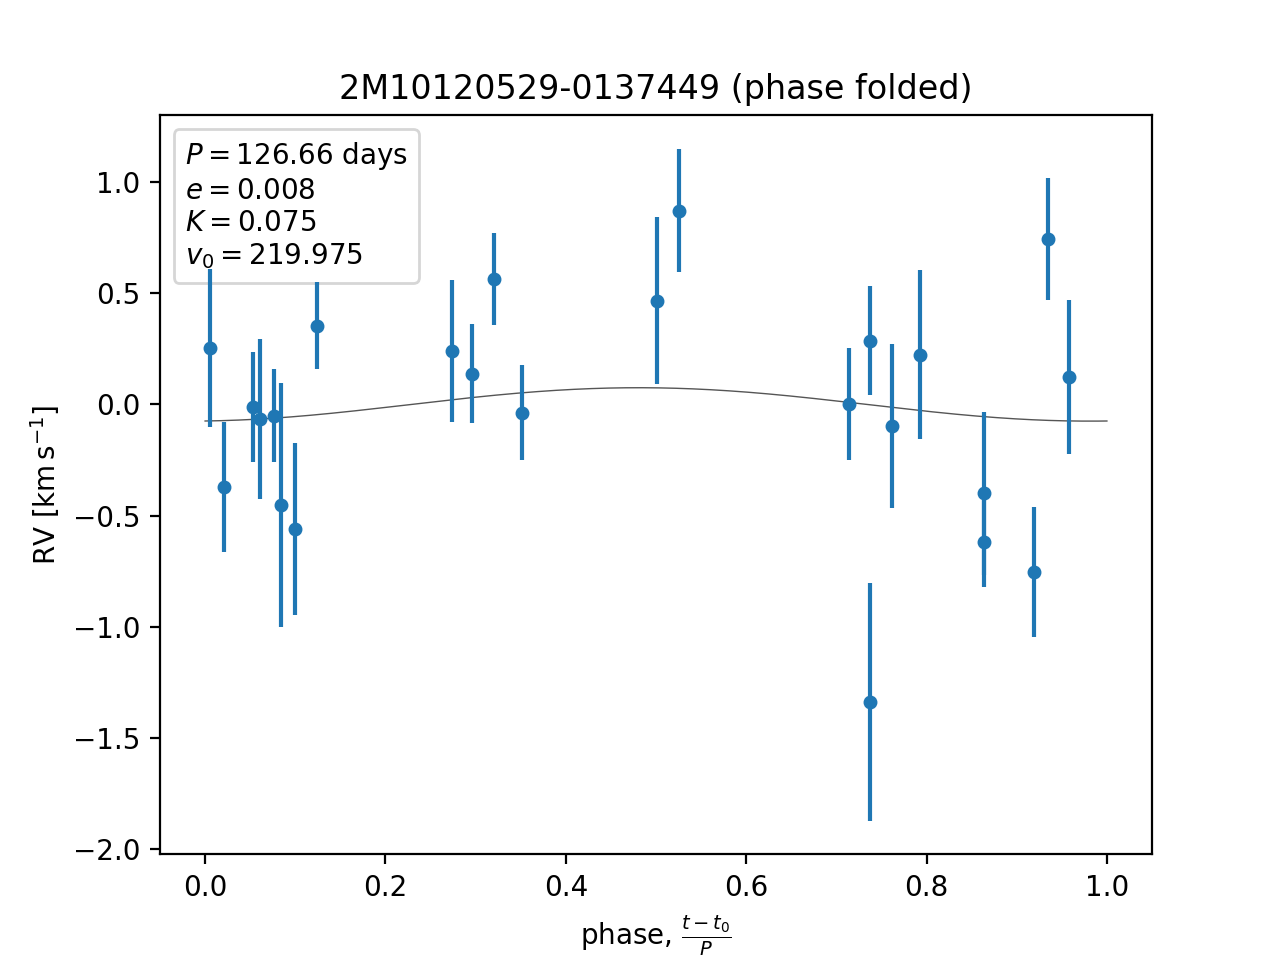 2M10120529-0137449 (phase folded)
P = 126.66 days
e = 0.008
K = 0.075
v₀ = 219.975
1.0
0.5
0.0
−0.5
−1.0
−1.5
−2.0
RV [km s⁻¹]
0.0 0.2 0.4 0.6 0.8 1.0
phase, (t − t₀)/P